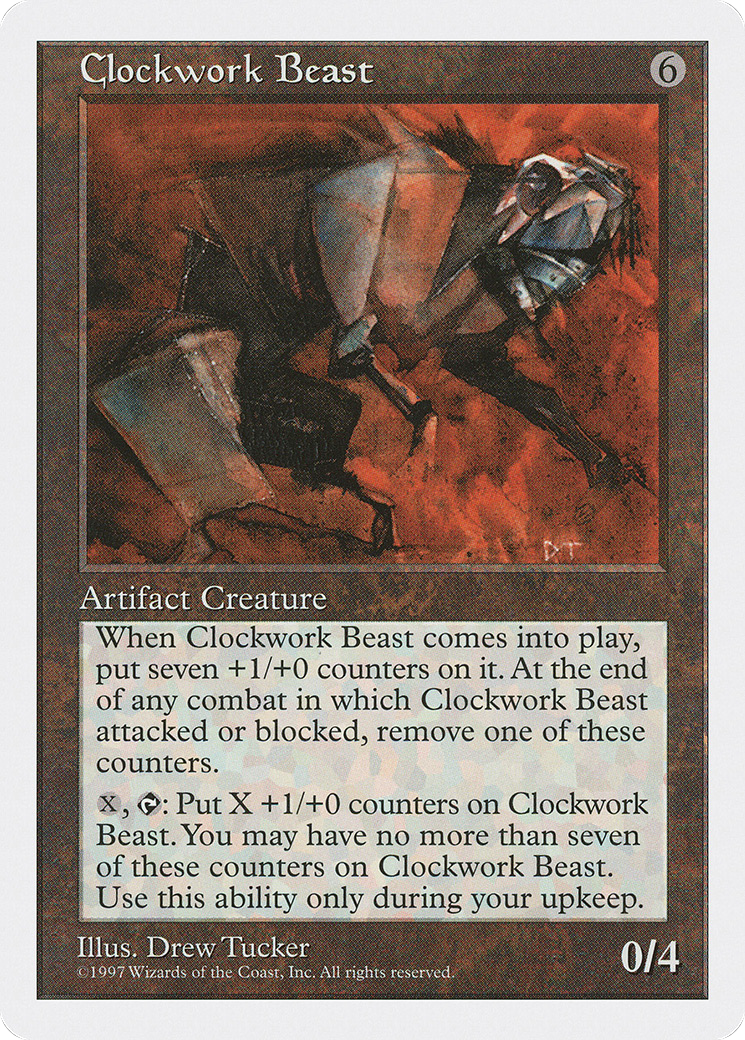 Clockwork Beast
6
DT
Artifact Creature
When Clockwork Beast comes into play,
put seven +1/+0 counters on it. At the end
of any combat in which Clockwork Beast
attacked or blocked, remove one of these
counters.
X, : Put X +1/+0 counters on Clockwork
Beast. You may have no more than seven
of these counters on Clockwork Beast.
Use this ability only during your upkeep.
Illus. Drew Tucker
0/4
©1997 Wizards of the Coast, Inc. All rights reserved.